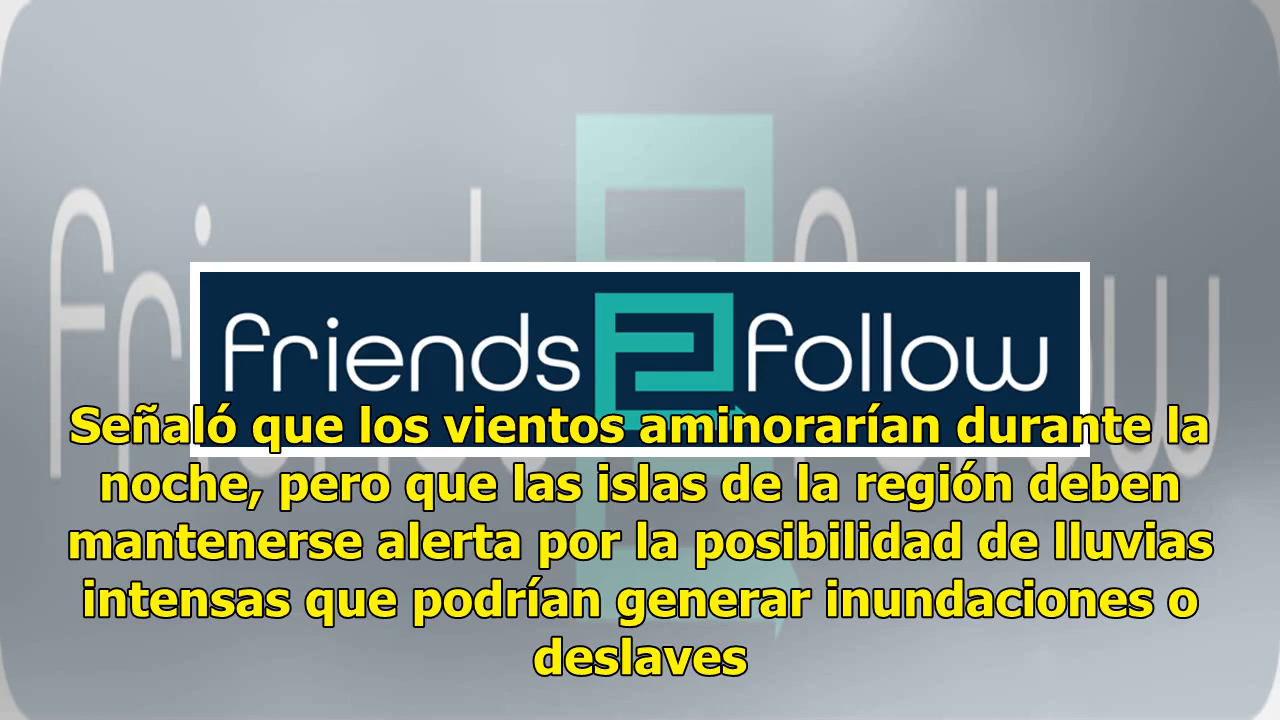 friends2follow
Señaló que los vientos aminorarían durante la
noche, pero que las islas de la región deben
mantenerse alerta por la posibilidad de lluvias
intensas que podrían generar inundaciones o
deslaves